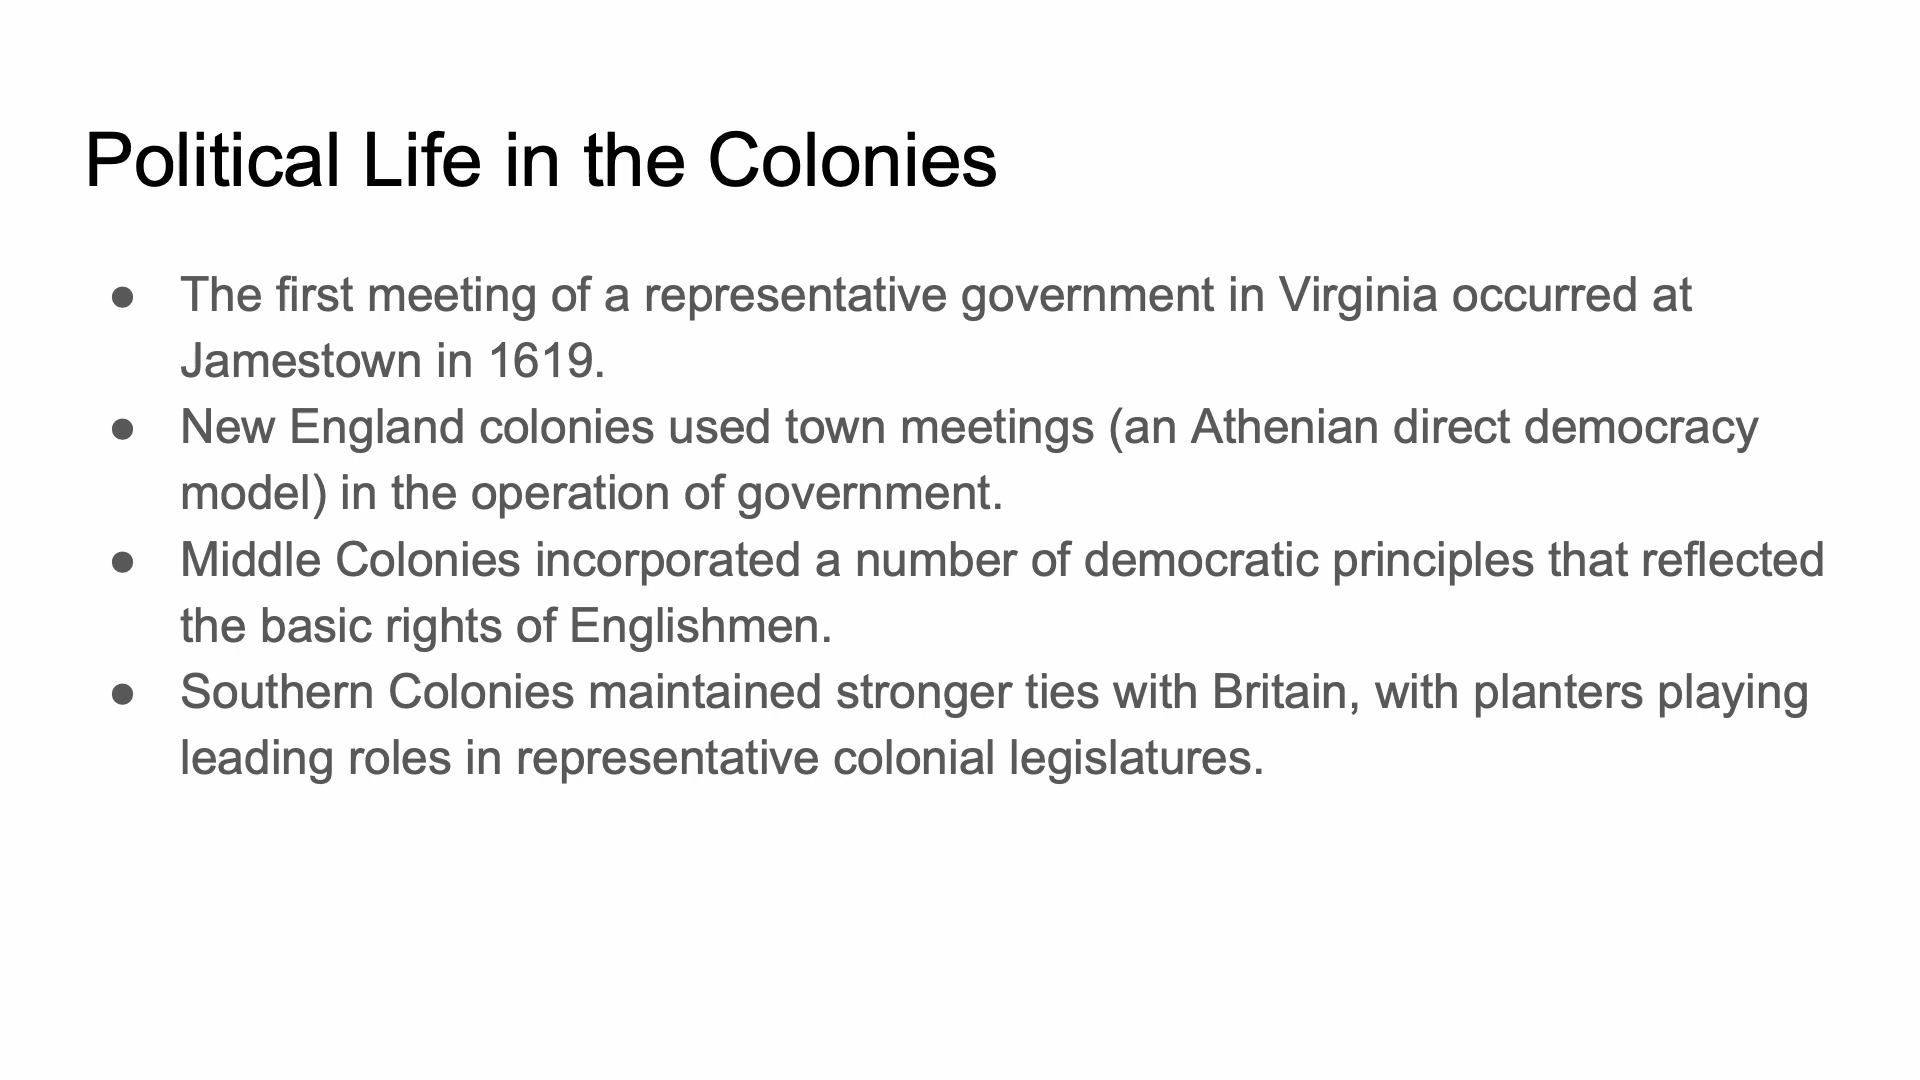 Political Life in the Colonies
● The first meeting of a representative government in Virginia occurred at
Jamestown in 1619.
● New England colonies used town meetings (an Athenian direct democracy
model) in the operation of government.
● Middle Colonies incorporated a number of democratic principles that reflected
the basic rights of Englishmen.
● Southern Colonies maintained stronger ties with Britain, with planters playing
leading roles in representative colonial legislatures.